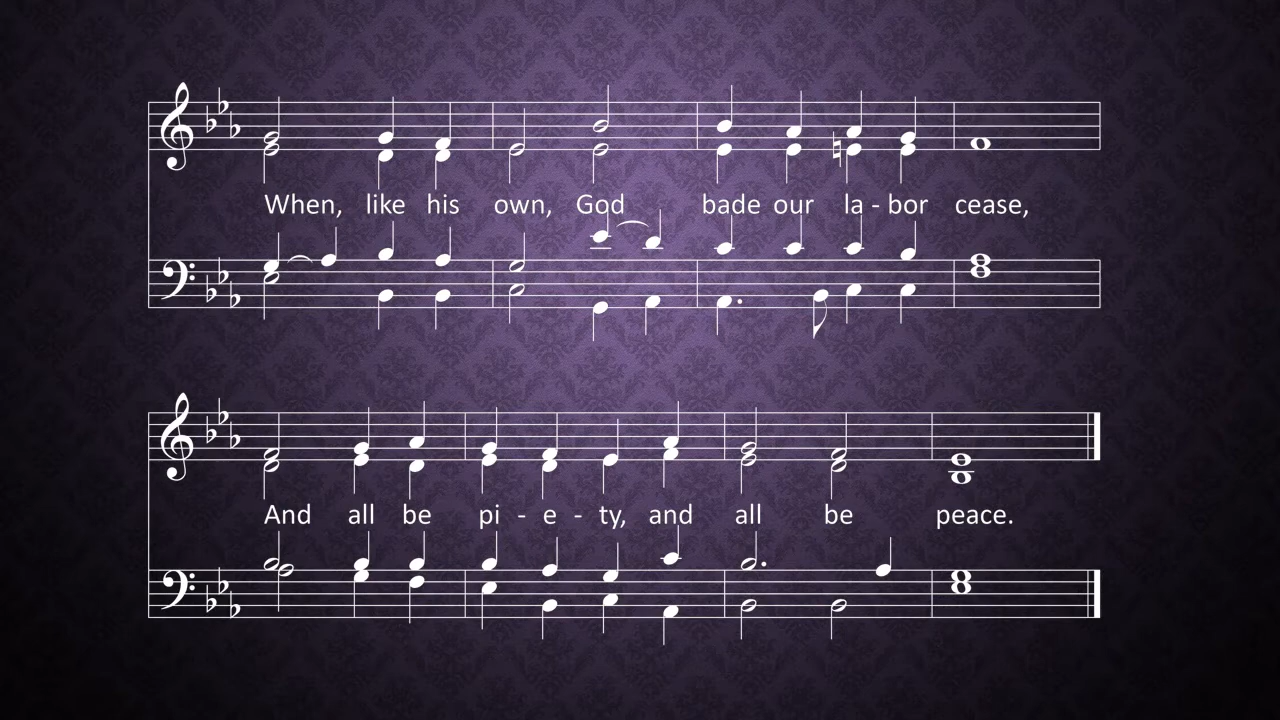 When, like his own, God bade our la - bor cease,
And all be pi - e - ty, and all be peace.